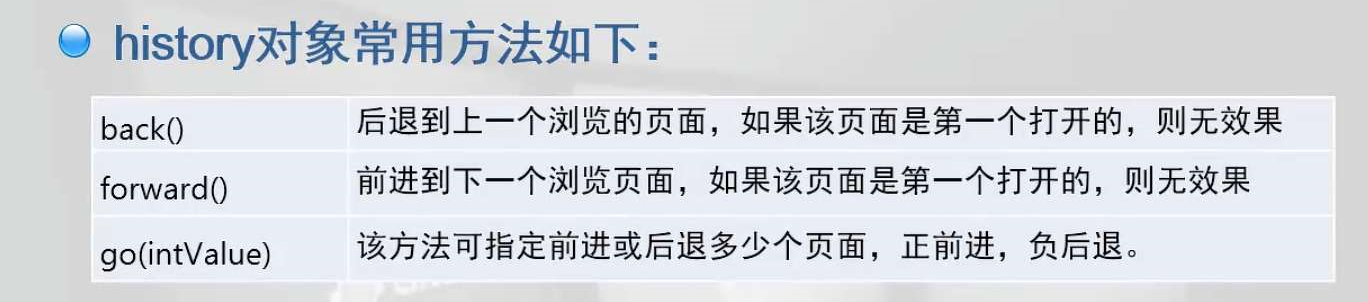 history对象常用方法如下：
back() 后退到上一个浏览的页面，如果该页面是第一个打开的，则无效果
forward() 前进到下一个浏览页面，如果该页面是第一个打开的，则无效果
go(intValue) 该方法可指定前进或后退多少个页面，正前进，负后退。